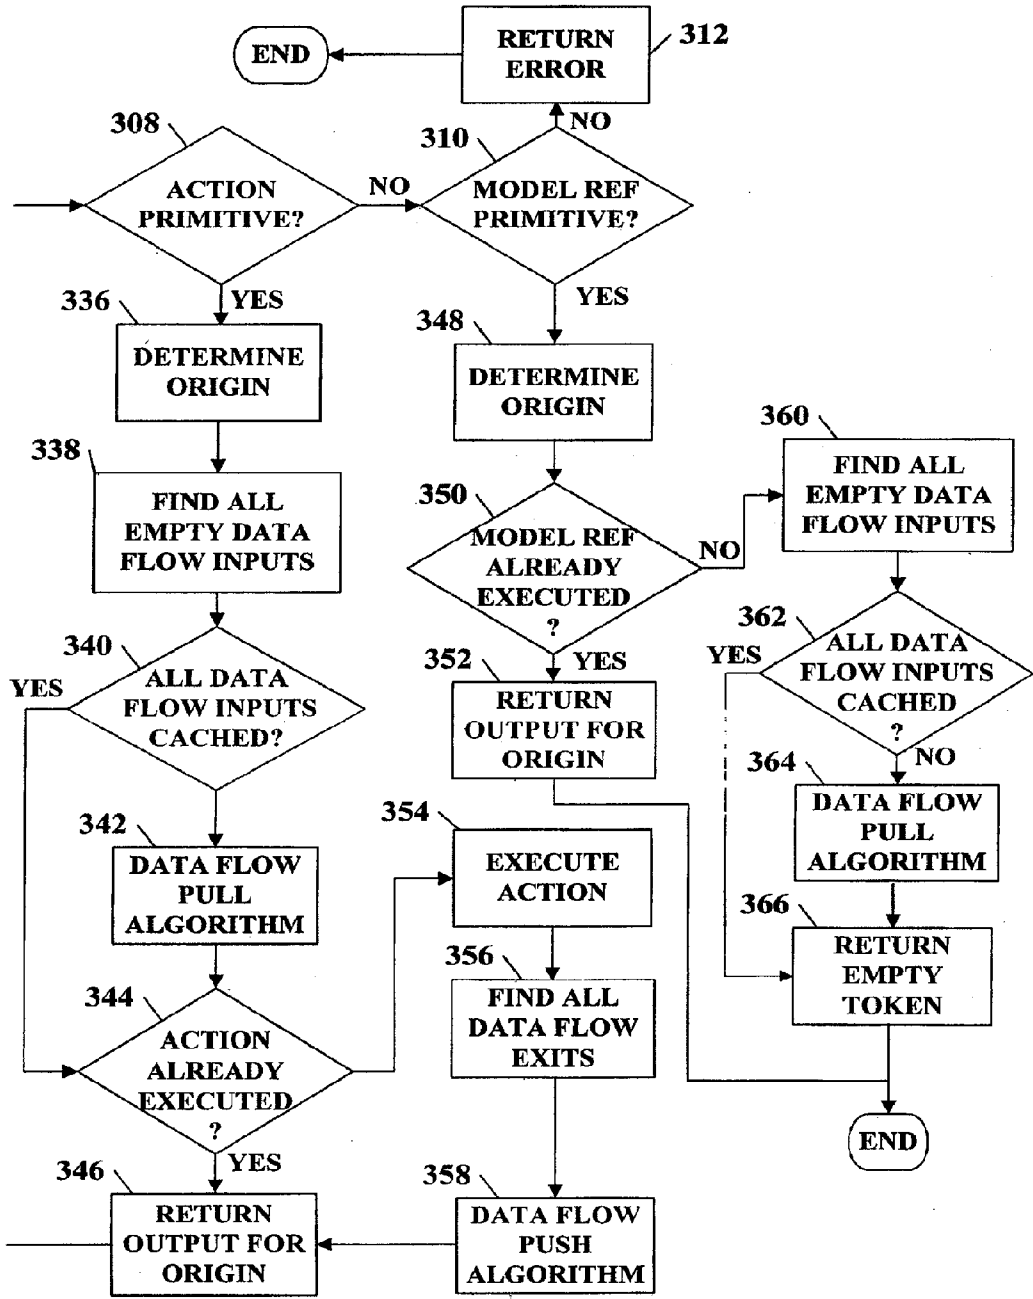 END
RETURN
ERROR
312
NO
308
ACTION
PRIMITIVE?
NO
310
MODEL REF
PRIMITIVE?
YES
YES
336
DETERMINE
ORIGIN
348
DETERMINE
ORIGIN
338
FIND ALL
EMPTY DATA
FLOW INPUTS
350
MODEL REF
ALREADY
EXECUTED
?
NO
YES
360
FIND ALL
EMPTY DATA
FLOW INPUTS
340
ALL DATA
FLOW INPUTS
CACHED?
YES
352
RETURN
OUTPUT FOR
ORIGIN
362
ALL DATA
FLOW INPUTS
CACHED
?
YES
NO
364
DATA FLOW
PULL
ALGORITHM
342
DATA FLOW
PULL
ALGORITHM
354
EXECUTE
ACTION
366
RETURN
EMPTY
TOKEN
344
ACTION
ALREADY
EXECUTED
?
YES
356
FIND ALL
DATA FLOW
EXITS
END
346
RETURN
OUTPUT FOR
ORIGIN
358
DATA FLOW
PUSH
ALGORITHM